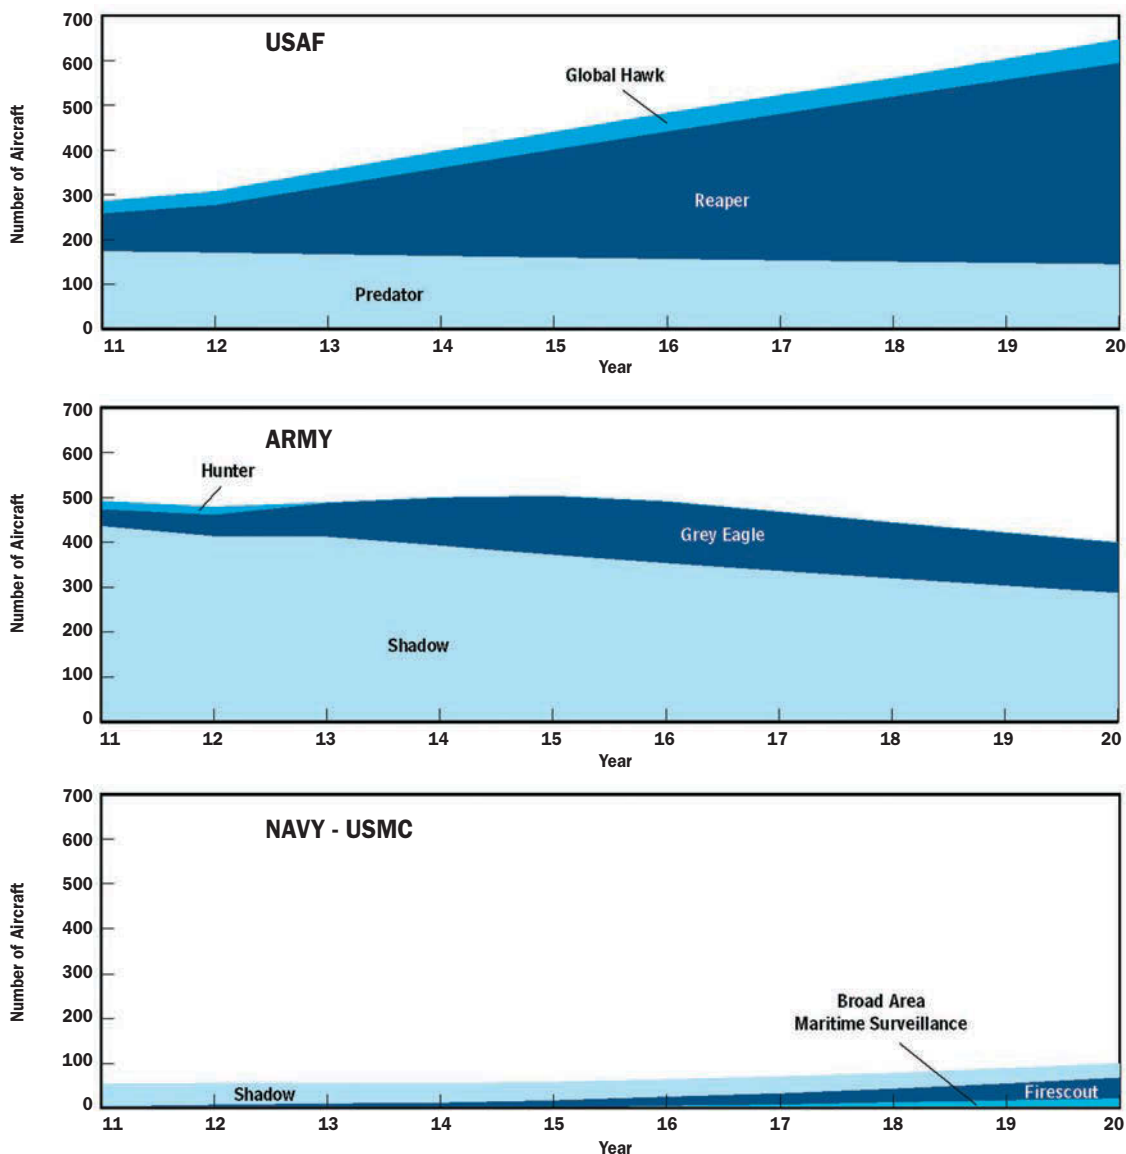 USAF
Number of Aircraft
700
600
500
400
300
200
100
0
Global Hawk
Reaper
Predator
11 12 13 14 15 16 17 18 19 20
Year
ARMY
Number of Aircraft
700
600
500
400
300
200
100
0
Hunter
Grey Eagle
Shadow
11 12 13 14 15 16 17 18 19 20
Year
NAVY - USMC
Number of Aircraft
700
600
500
400
300
200
100
0
Broad Area
Maritime Surveillance
Shadow
Firescout
11 12 13 14 15 16 17 18 19 20
Year